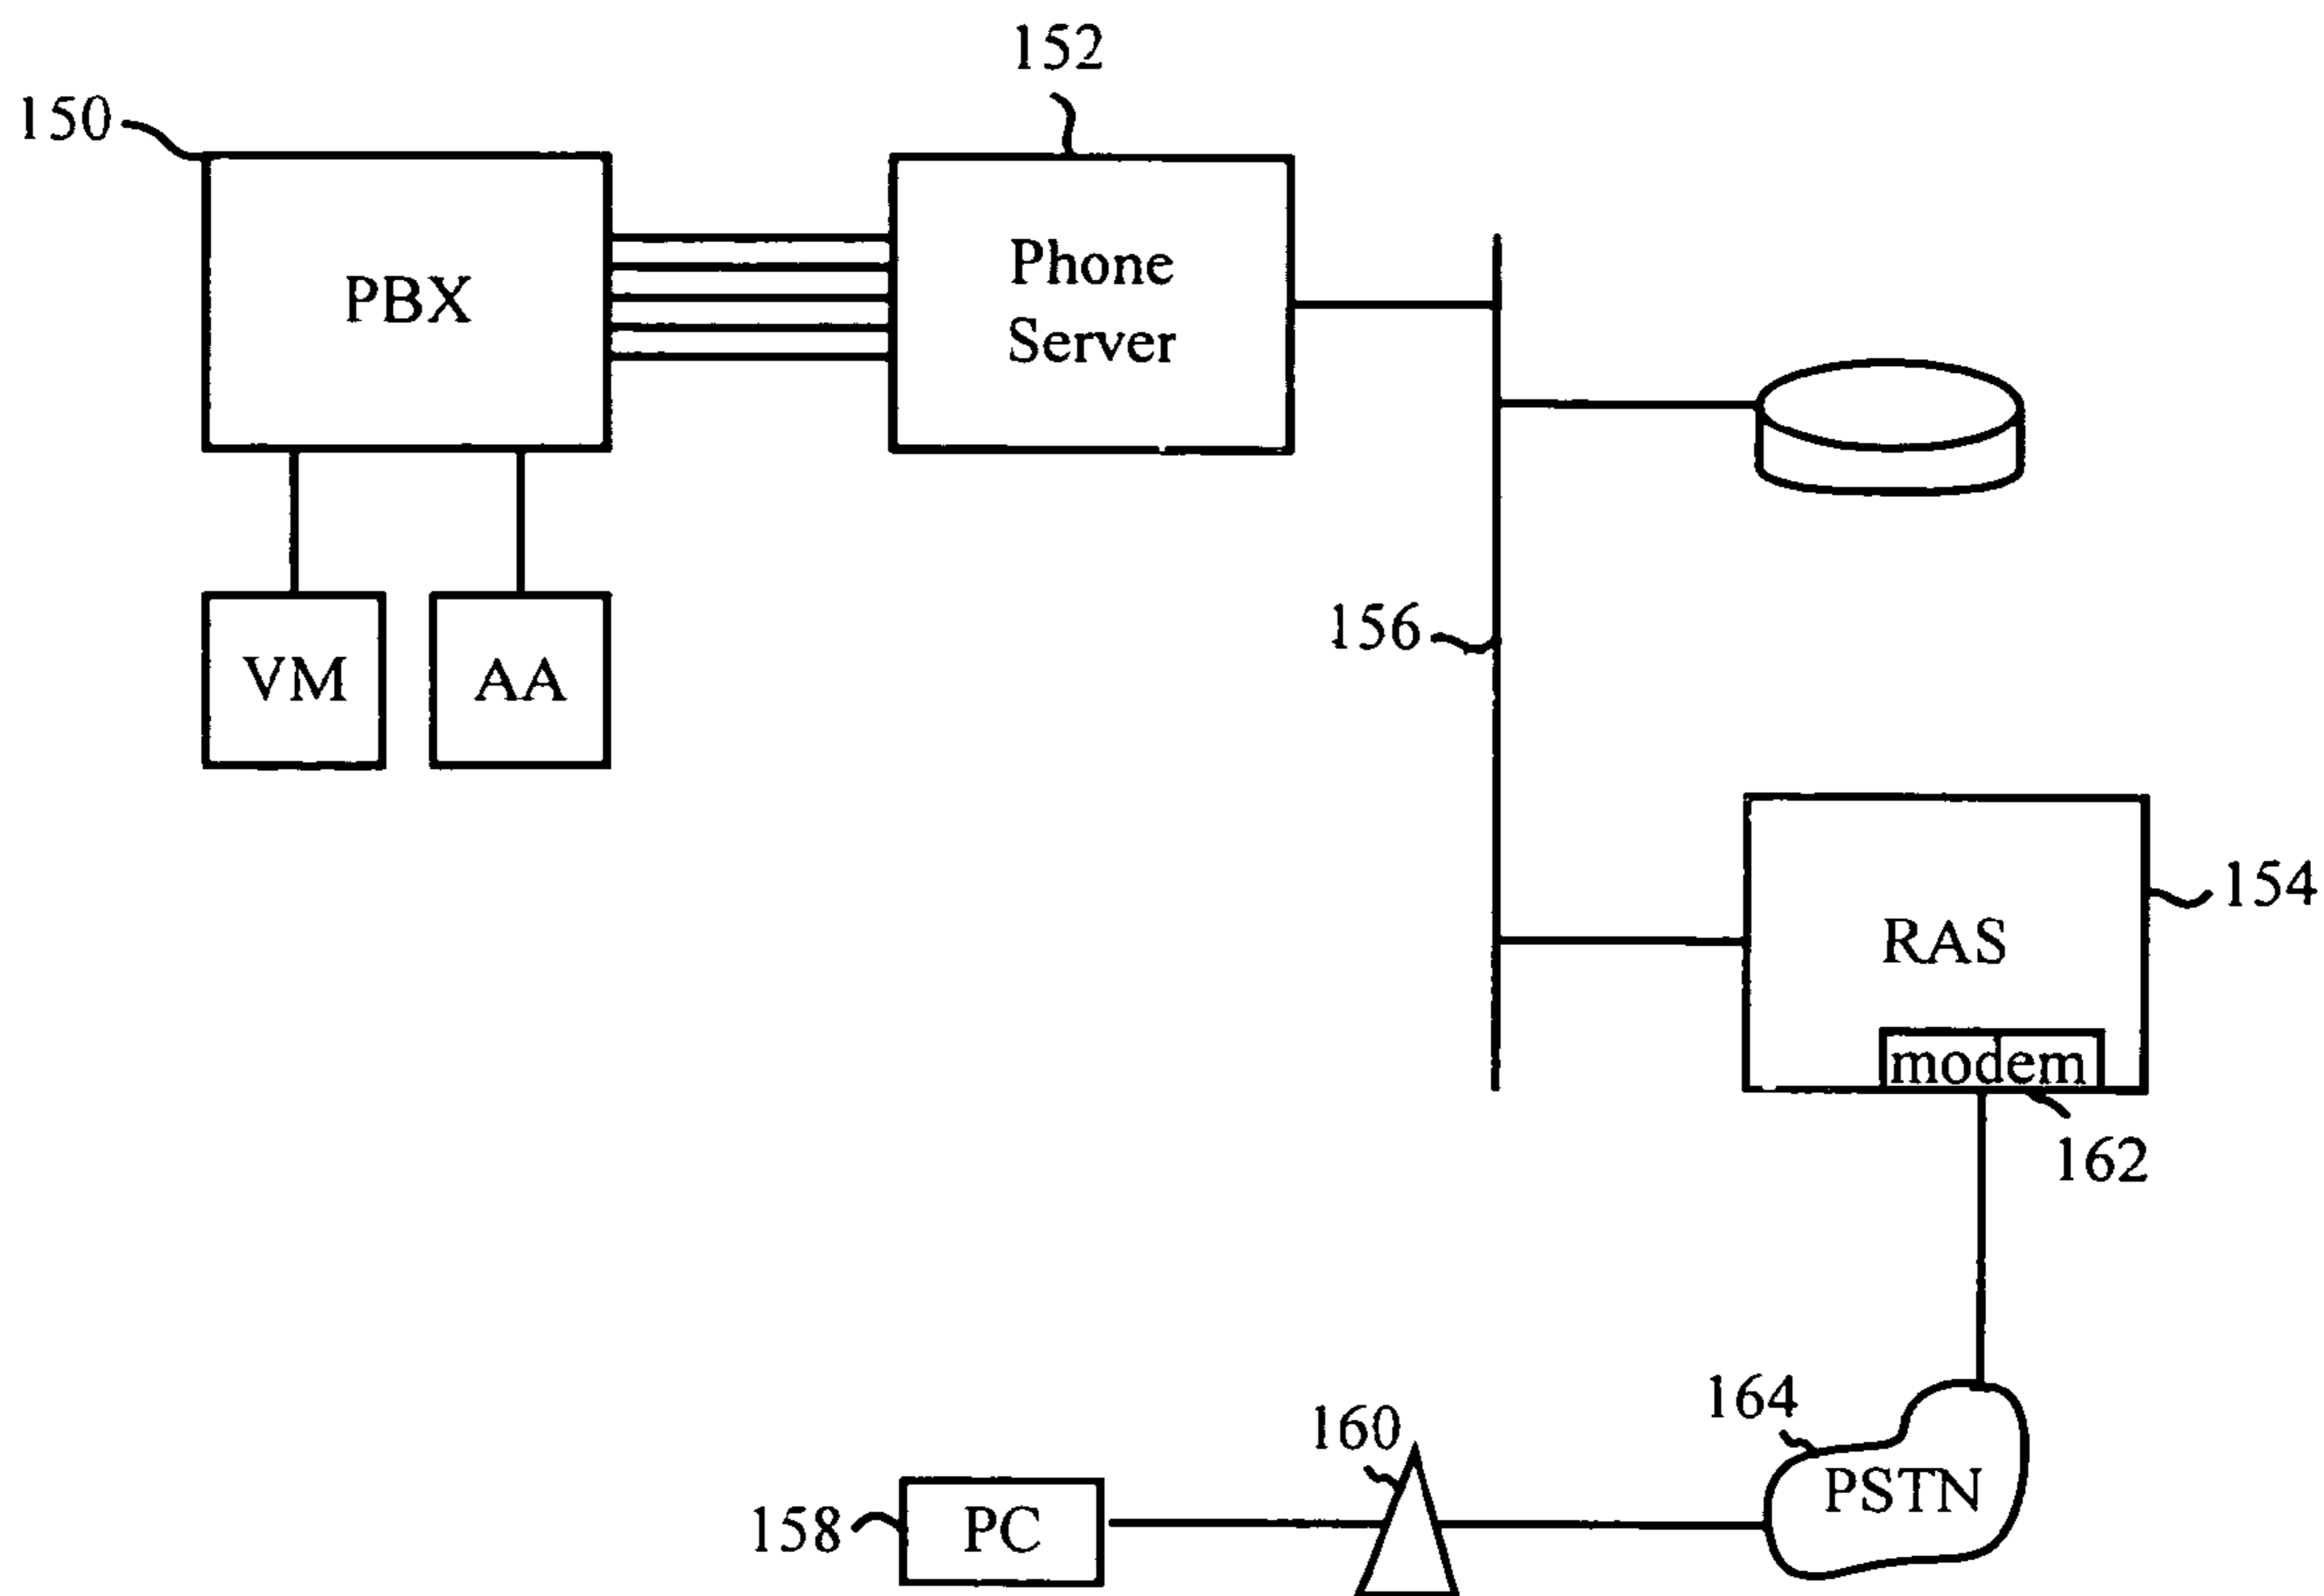 152
150
PBX
Phone
Server
156
VM
AA
154
RAS
modem
162
164
160
PSTN
158
PC